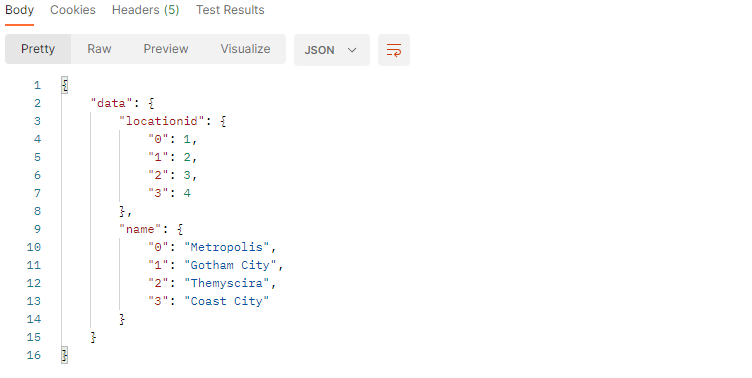 Body Cookies Headers (5) Test Results
Pretty Raw Preview Visualize JSON
1 {
2 "data": {
3 "locationid": {
4 "0": 1,
5 "1": 2,
6 "2": 3,
7 "3": 4
8 },
9 "name": {
10 "0": "Metropolis",
11 "1": "Gotham City",
12 "2": "Themyscira",
13 "3": "Coast City"
14 }
15 }
16 }